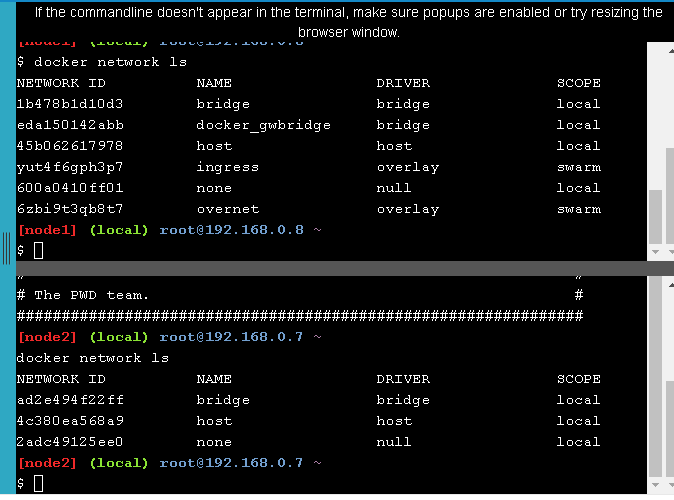 If the commandline doesn't appear in the terminal, make sure popups are enabled or try resizing the
browser window.
[node1] (local) root@192.168.0.8
$ docker network ls
NETWORK ID NAME DRIVER SCOPE
1b478b1d10d3 bridge bridge local
eda150142abb docker_gwbridge bridge local
45b062617978 host host local
yut4f6gph3p7 ingress overlay swarm
600a0410ff01 none null local
6zbi9t3qb8t7 overnet overlay swarm
[node1] (local) root@192.168.0.8 ~
$
# #
# The PWD team. #
###############################################################
[node2] (local) root@192.168.0.7 ~
docker network ls
NETWORK ID NAME DRIVER SCOPE
ad2e494f22ff bridge bridge local
4c380ea568a9 host host local
2adc49125ee0 none null local
[node2] (local) root@192.168.0.7 ~
$